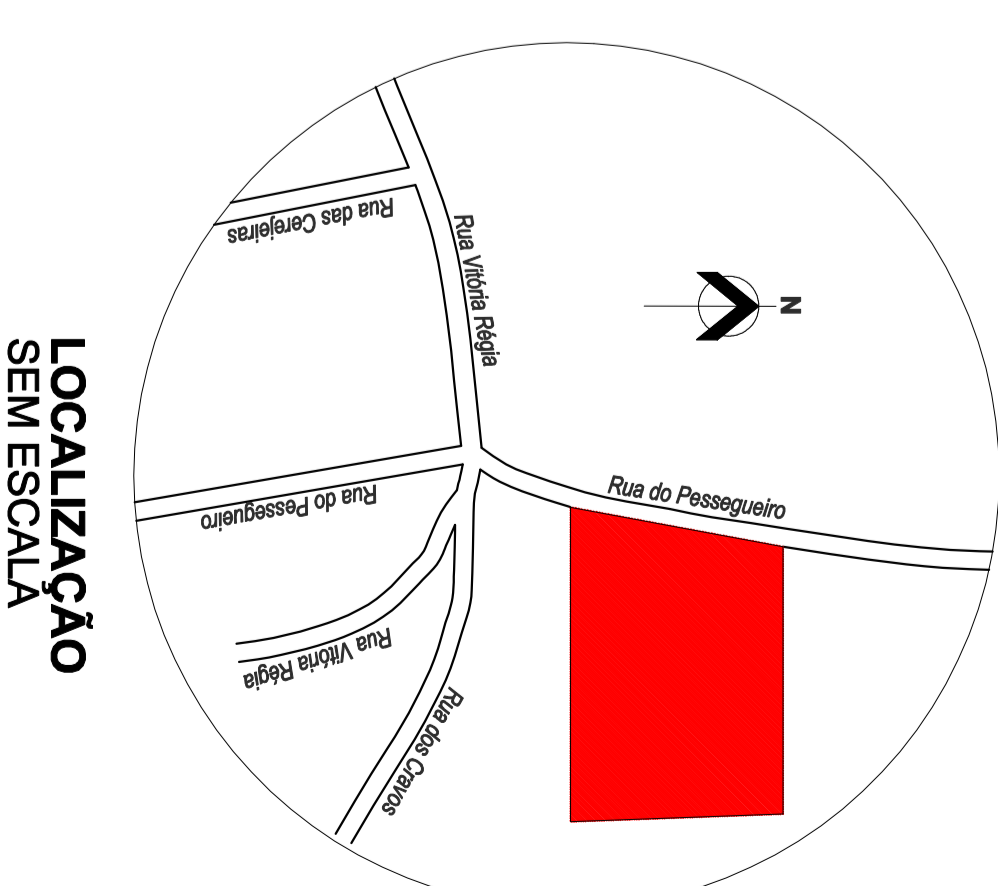 LOCALIZAÇÃO
SEM ESCALA
Rua das Cerejeiras
Rua Vitória Régia
N
Rua do Pessegueiro
Rua do Pessegueiro
Rua Vitória Régia
Rua dos Cravos